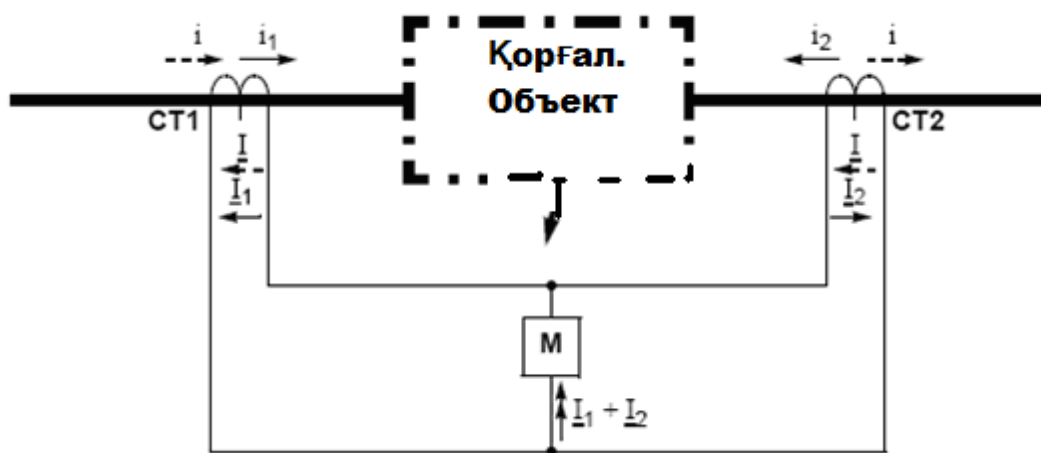 i i₁
Қорғал.
Объект
i₂ i
CT1
CT2
I
I₁
I
I₂
M
I₁ + I₂